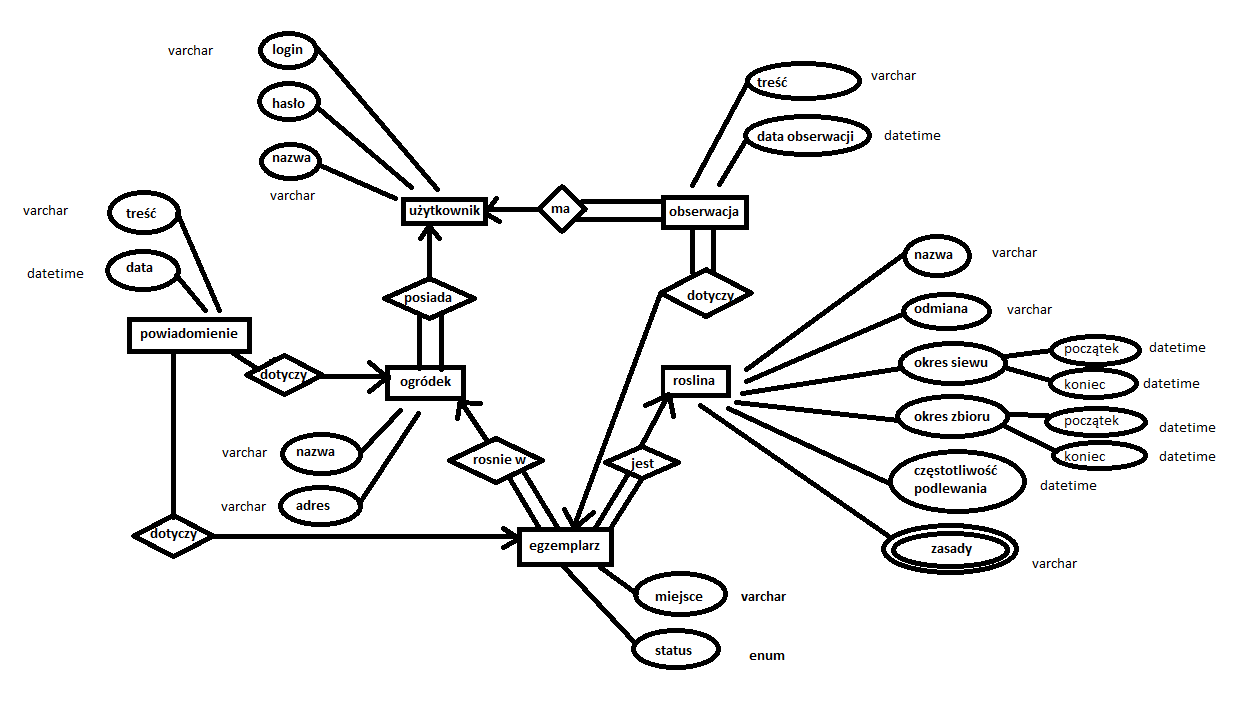 varchar
login
hasło
nazwa
varchar
treść
varchar
data obserwacji
datetime
varchar
treść
datetime
data
użytkownik
ma
obserwacja
powiadomienie
posiada
dotyczy
dotyczy
ogródek
roslina
nazwa
varchar
odmiana
varchar
okres siewu
początek
datetime
koniec
datetime
okres zbioru
początek
datetime
koniec
datetime
varchar
nazwa
varchar
adres
rosnie w
jest
częstotliwość
podlewania
datetime
dotyczy
egzemplarz
zasady
varchar
miejsce
varchar
status
enum